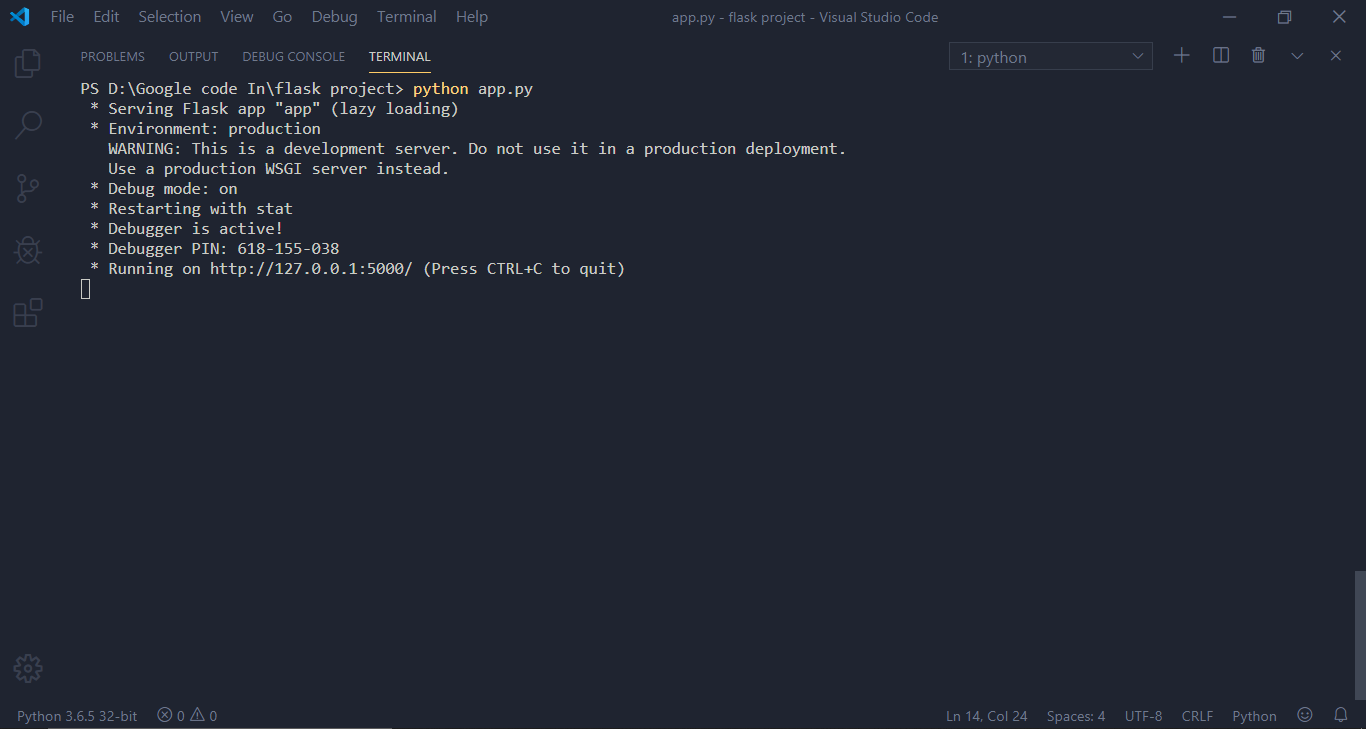 File Edit Selection View Go Debug Terminal Help app.py - flask project - Visual Studio Code
PROBLEMS OUTPUT DEBUG CONSOLE TERMINAL 1: python
PS D:\Google code In\flask project> python app.py
* Serving Flask app "app" (lazy loading)
* Environment: production
WARNING: This is a development server. Do not use it in a production deployment.
Use a production WSGI server instead.
* Debug mode: on
* Restarting with stat
* Debugger is active!
* Debugger PIN: 618-155-038
* Running on http://127.0.0.1:5000/ (Press CTRL+C to quit)
Python 3.6.5 32-bit 0 0 Ln 14, Col 24 Spaces: 4 UTF-8 CRLF Python